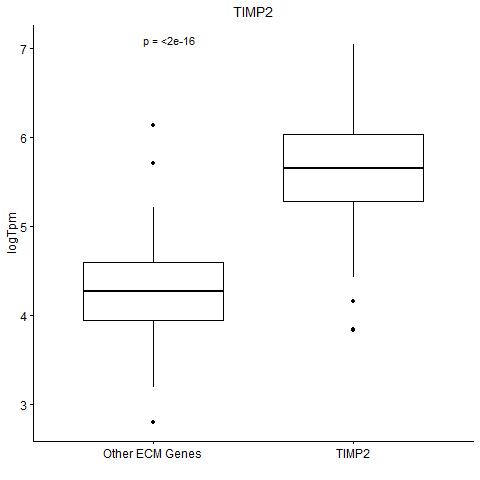 TIMP2
p = <2e-16
7
6
5
4
3
logTpm
Other ECM Genes
TIMP2